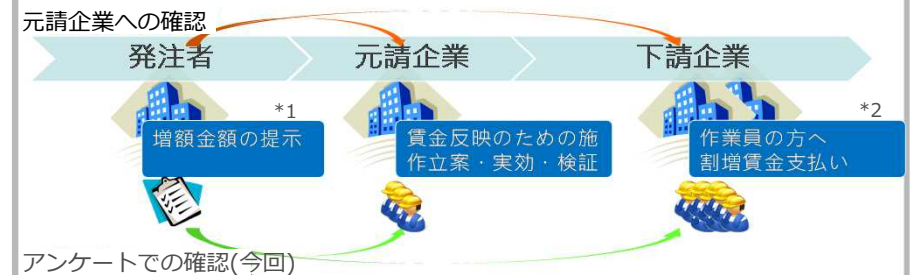 元請企業への確認
発注者
元請企業
下請企業
*1
*2
増額金額の提示
賃金反映のための施
作立案・実効・検証
作業員の方へ
割増賃金支払い
アンケートでの確認(今回)